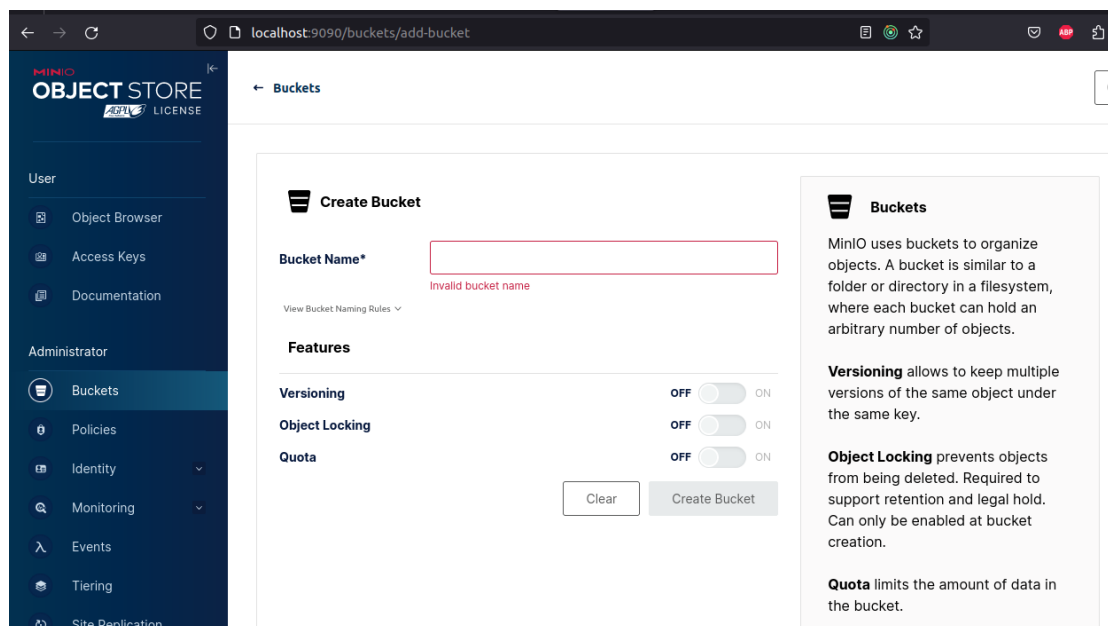 localhost:9090/buckets/add-bucket
ABP
MINIO
OBJECT STORE
AGPLv3 LICENSE
User
Object Browser
Access Keys
Documentation
Administrator
Buckets
Policies
Identity
Monitoring
Events
Tiering
Site Replication
← Buckets
Create Bucket
Bucket Name*
Invalid bucket name
View Bucket Naming Rules
Features
Versioning OFF ON
Object Locking OFF ON
Quota OFF ON
Clear Create Bucket
Buckets
MinIO uses buckets to organize
objects. A bucket is similar to a
folder or directory in a filesystem,
where each bucket can hold an
arbitrary number of objects.
Versioning allows to keep multiple
versions of the same object under
the same key.
Object Locking prevents objects
from being deleted. Required to
support retention and legal hold.
Can only be enabled at bucket
creation.
Quota limits the amount of data in
the bucket.